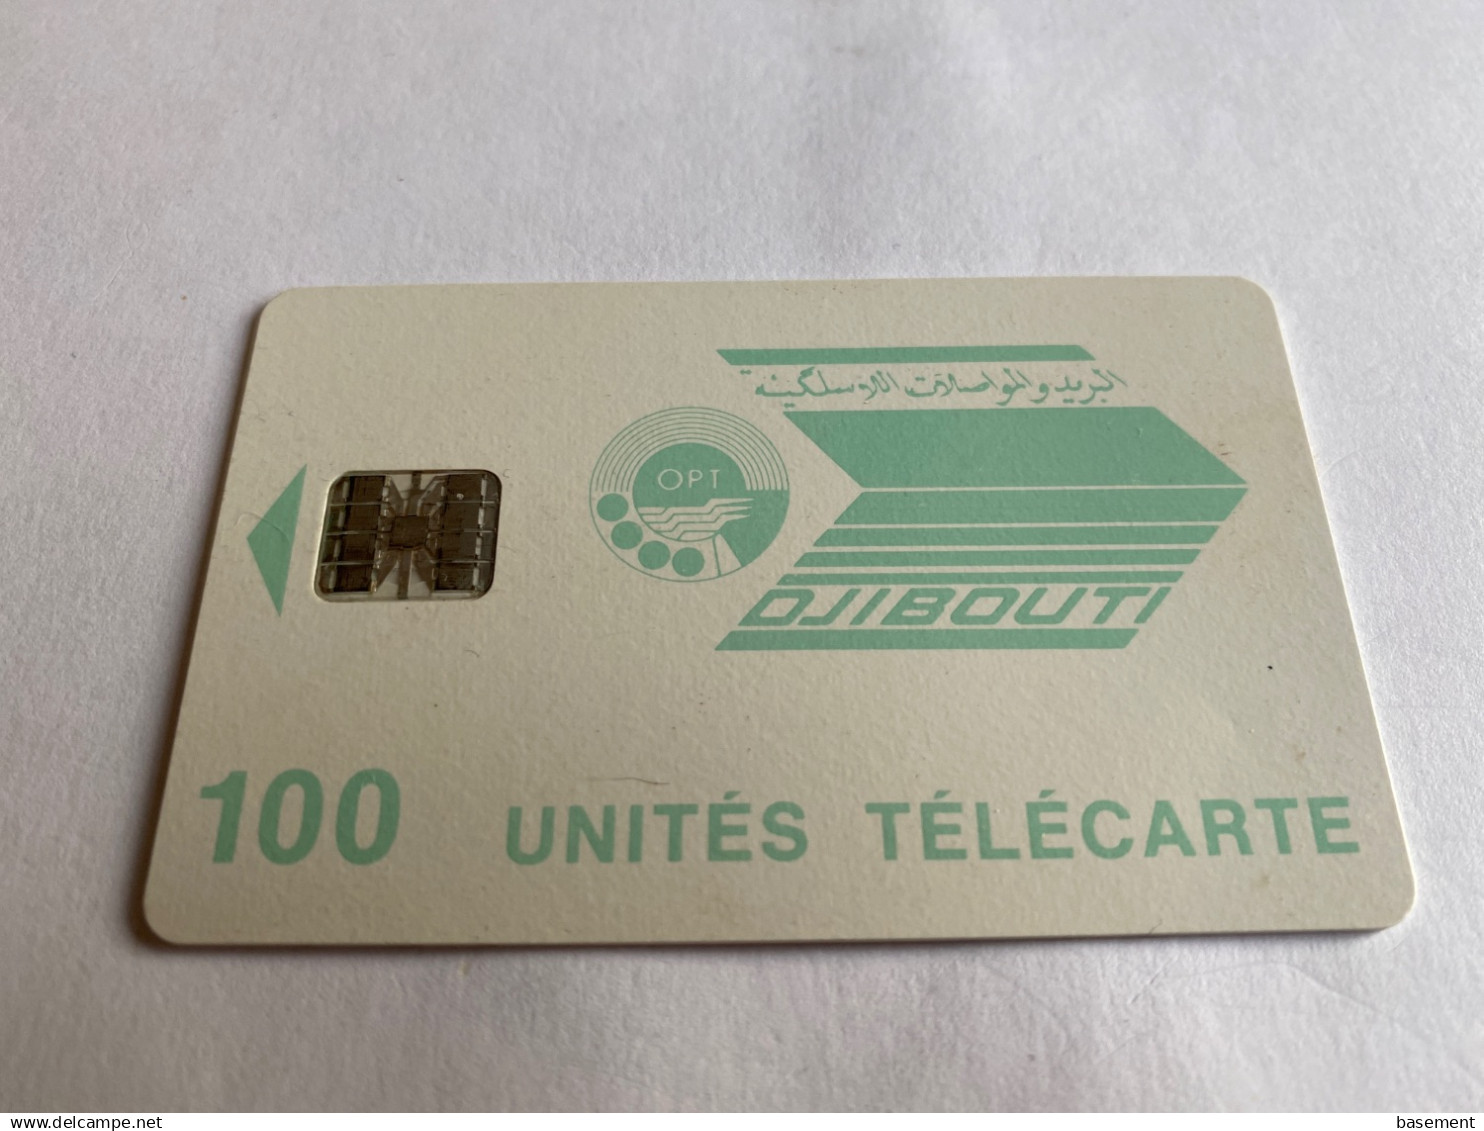 البريد والمواصلات اللاسلكية
OPT
DJIBOUTI
100 UNITÉS TÉLÉCARTE
www.delcampe.net
basement